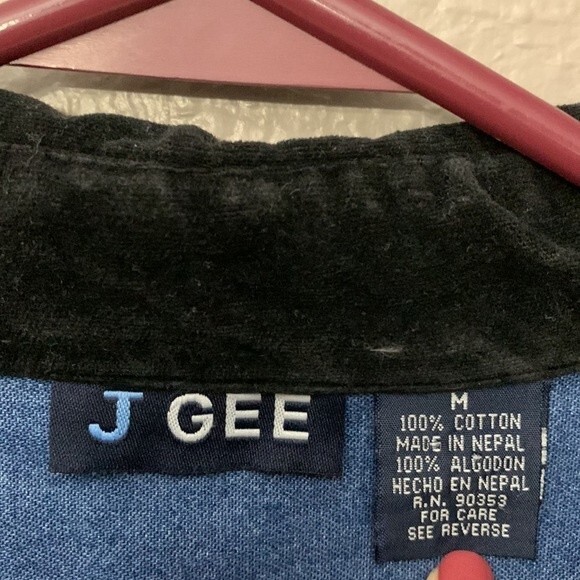 J GEE
M
100% COTTON
MADE IN NEPAL
100% ALGODON
HECHO EN NEPAL
R.N. 90353
FOR CARE
SEE REVERSE